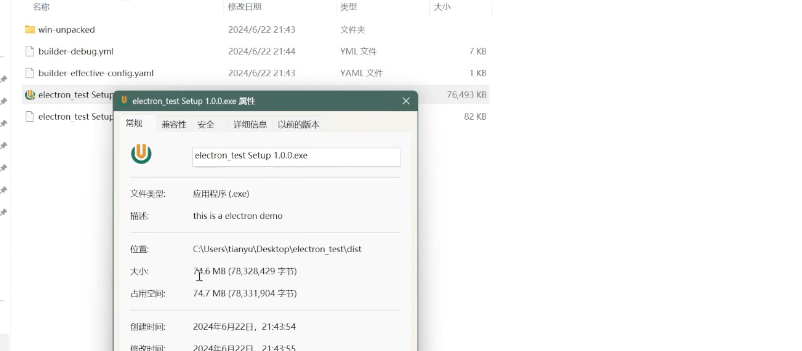 名称 修改日期 类型 大小
win-unpacked 2024/6/22 21:43 文件夹
builder-debug.yml 2024/6/22 21:44 YML 文件 7 KB
builder-effective-config.yaml 2024/6/22 21:43 YAML 文件 1 KB
electron_test Setup 76,493 KB
electron_test Setup 82 KB
electron_test Setup 1.0.0.exe 属性
常规 兼容性 安全 详细信息 以前的版本
electron_test Setup 1.0.0.exe
文件类型: 应用程序 (.exe)
描述: this is a electron demo
位置: C:\Users\tianyu\Desktop\electron_test\dist
大小: 74.6 MB (78,328,429 字节)
占用空间: 74.7 MB (78,331,904 字节)
创建时间: 2024年6月22日，21:43:54
修改时间: 2024年6月22日，21:43:55